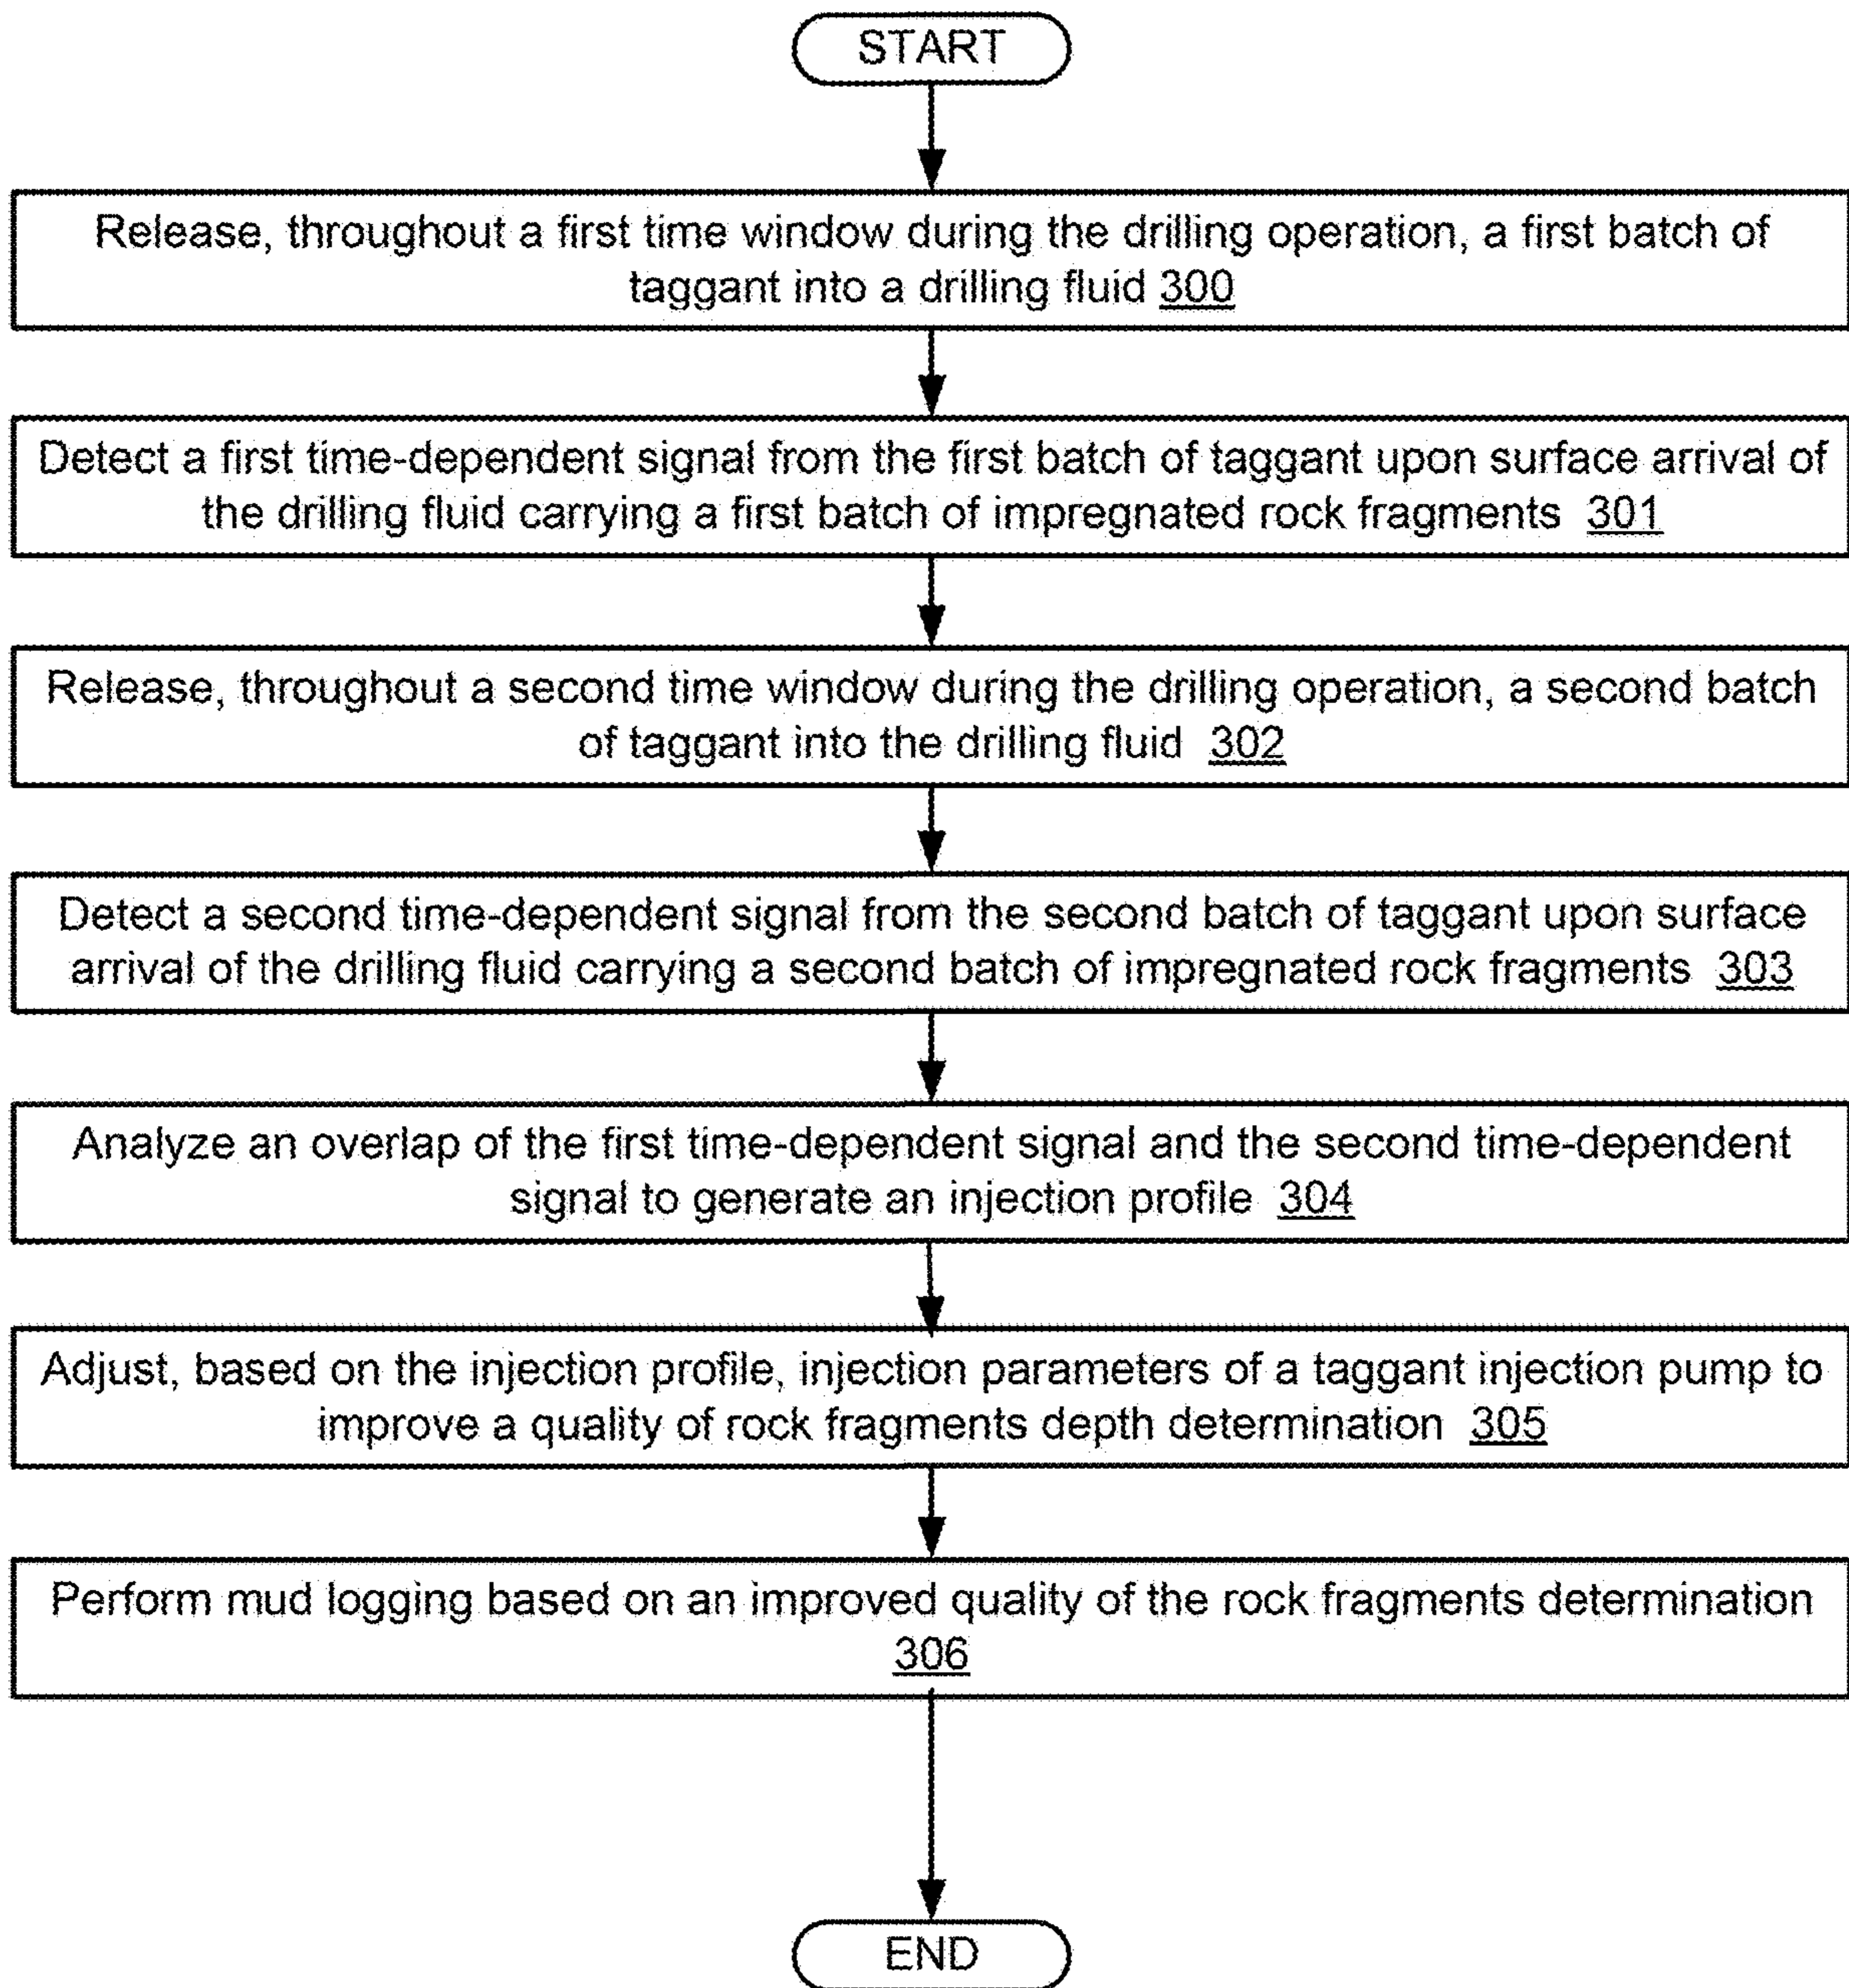 START
Release, throughout a first time window during the drilling operation, a first batch of
taggant into a drilling fluid 300
Detect a first time-dependent signal from the first batch of taggant upon surface arrival of
the drilling fluid carrying a first batch of impregnated rock fragments 301
Release, throughout a second time window during the drilling operation, a second batch
of taggant into the drilling fluid 302
Detect a second time-dependent signal from the second batch of taggant upon surface
arrival of the drilling fluid carrying a second batch of impregnated rock fragments 303
Analyze an overlap of the first time-dependent signal and the second time-dependent
signal to generate an injection profile 304
Adjust, based on the injection profile, injection parameters of a taggant injection pump to
improve a quality of rock fragments depth determination 305
Perform mud logging based on an improved quality of the rock fragments determination
306
END